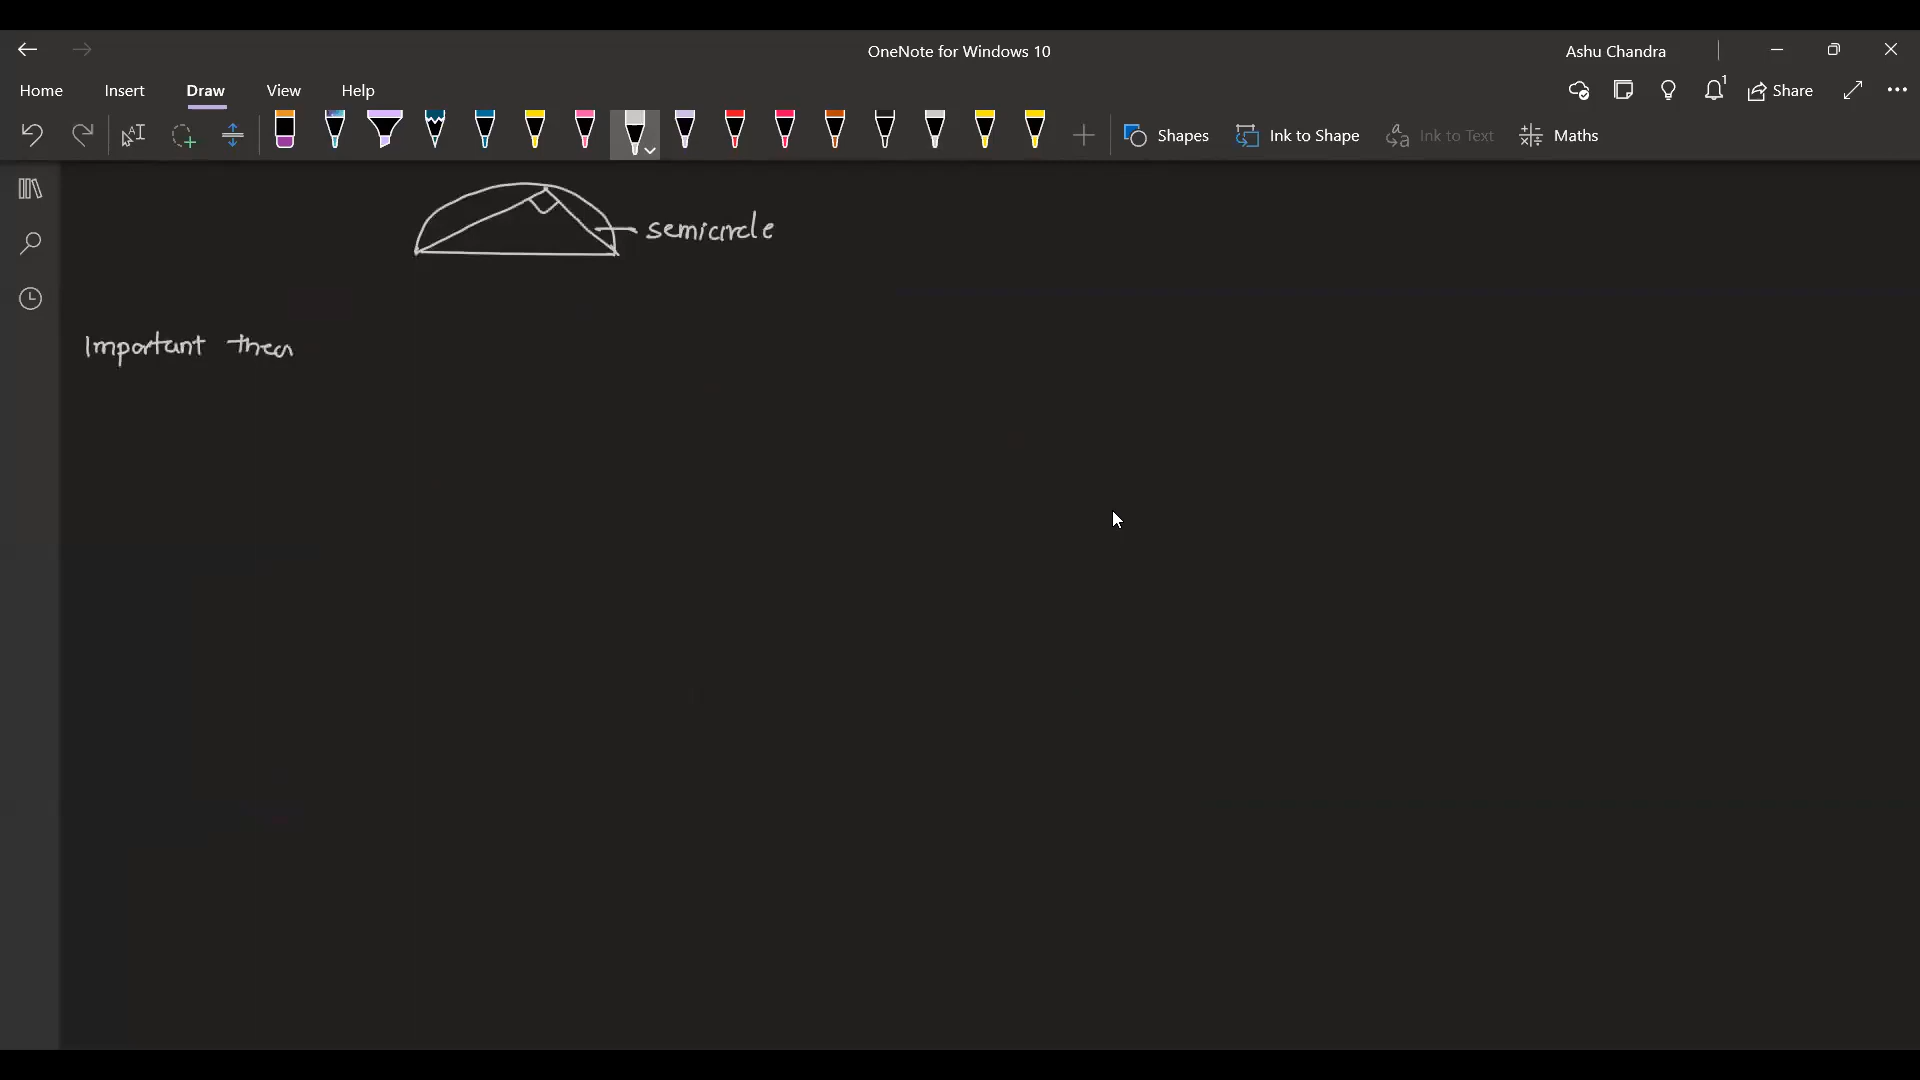 OneNote for Windows 10
Ashu Chandra
Home Insert Draw View Help
1 Share
Shapes Ink to Shape Ink to Text Maths
semicircle
Important theor